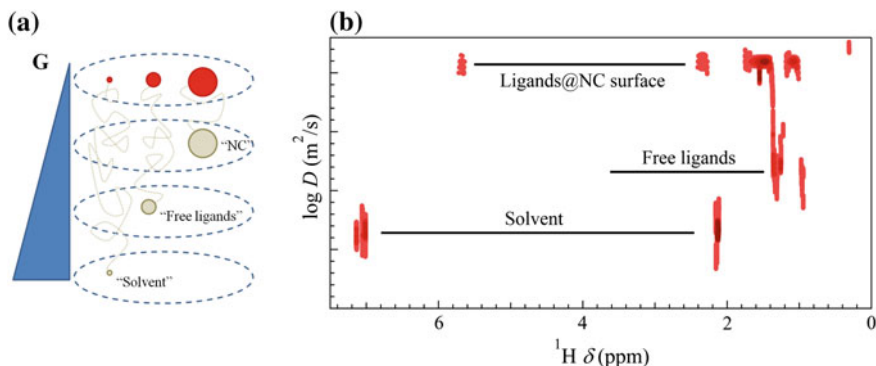 (a)
G
"NC"
"Free ligands"
"Solvent"
(b)
log D (m²/s)
Ligands@NC surface
Free ligands
Solvent
6 4 2 0
¹H δ (ppm)